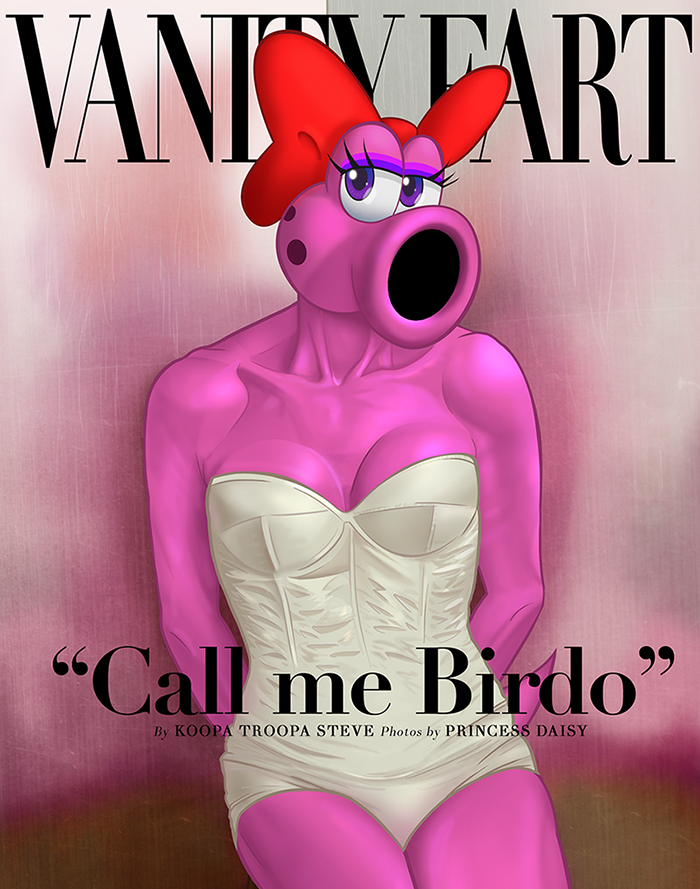 VANITY FART
“Call me Birdo”
By KOOPA TROOPA STEVE Photos by PRINCESS DAISY